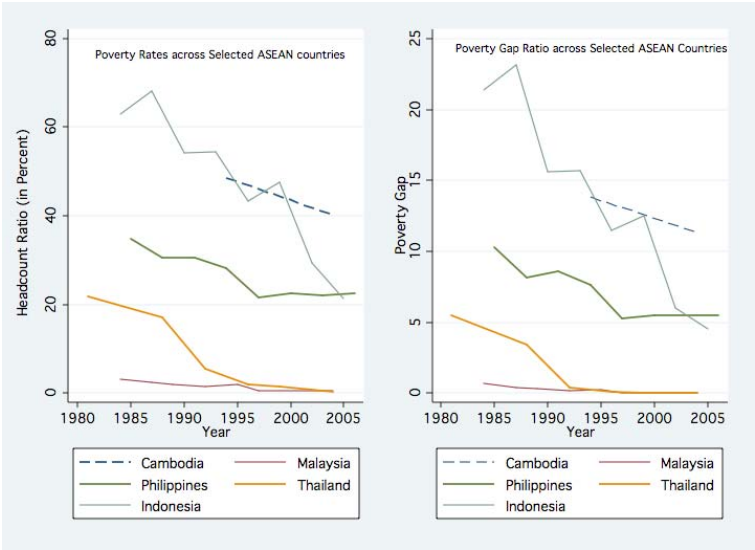 Poverty Rates across Selected ASEAN countries
Headcount Ratio (in Percent)
80
60
40
20
0
1980 1985 1990 1995 2000 2005
Year
Cambodia Malaysia
Philippines Thailand
Indonesia
Poverty Gap Ratio across Selected ASEAN Countries
Poverty Gap
25
20
15
10
5
0
1980 1985 1990 1995 2000 2005
Year
Cambodia Malaysia
Philippines Thailand
Indonesia